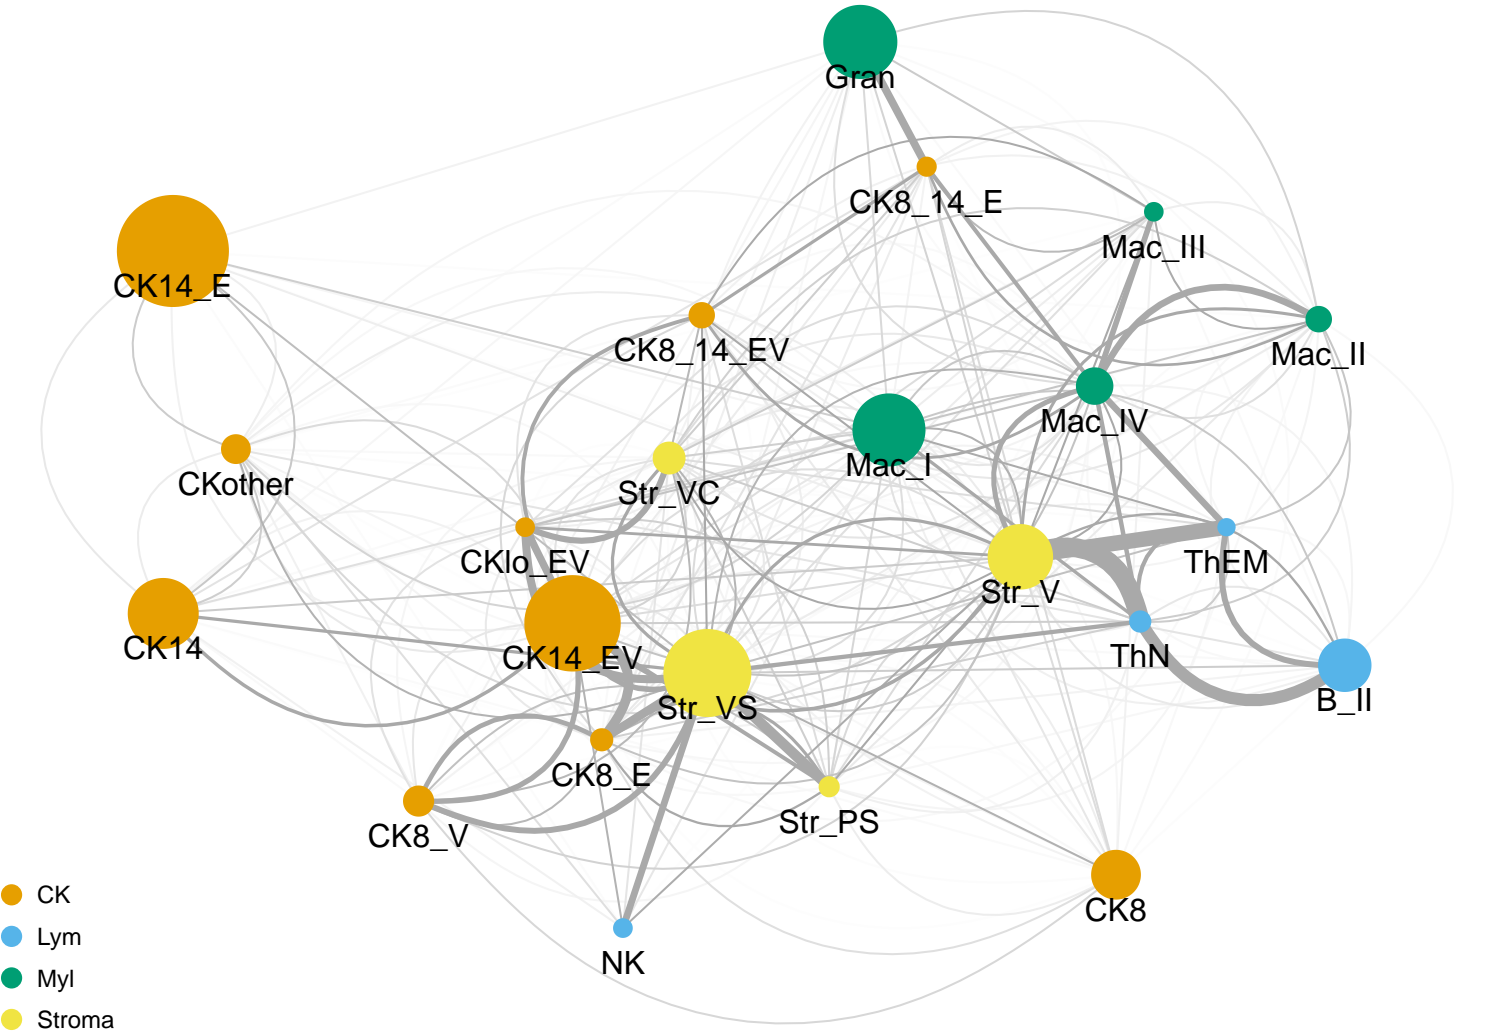 Gran
CK8_14_E
Mac_III
CK14_E
CK8_14_EV
Mac_II
Mac_IV
Mac_I
CKother
Str_VC
CKlo_EV
ThEM
Str_V
CK14
CK14_EV
ThN
B_II
Str_VS
CK8_E
Str_PS
CK8_V
CK8
NK
CK
Lym
Myl
Stroma